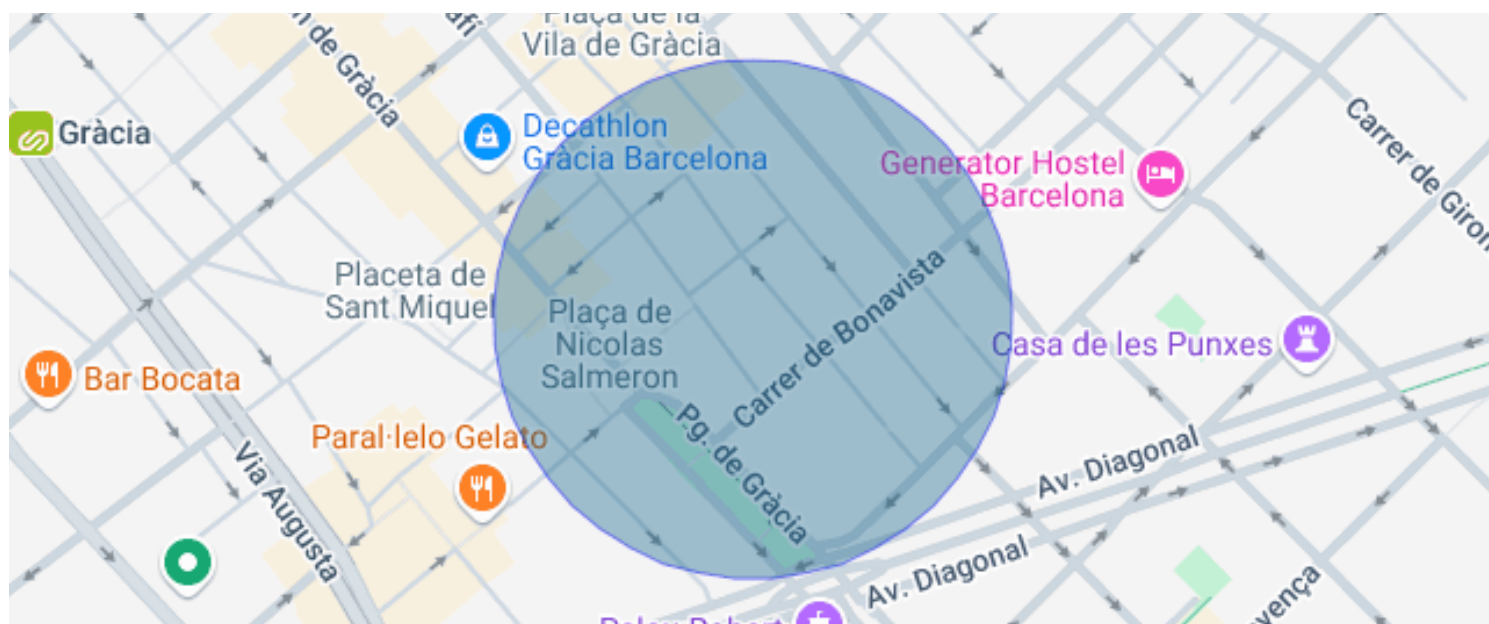 Plaça de la
Vila de Gràcia
de Gràcia
Gràcia
Decathlon
Gràcia Barcelona
Generator Hostel
Barcelona
Carrer de Giron
Placeta de
Sant Miquel
Plaça de
Nicolas
Salmeron
Carrer de Bonavista
Casa de les Punxes
Bar Bocata
Paral·lelo Gelato
P.g. de Gràcia
Via Augusta
Av. Diagonal
Av. Diagonal